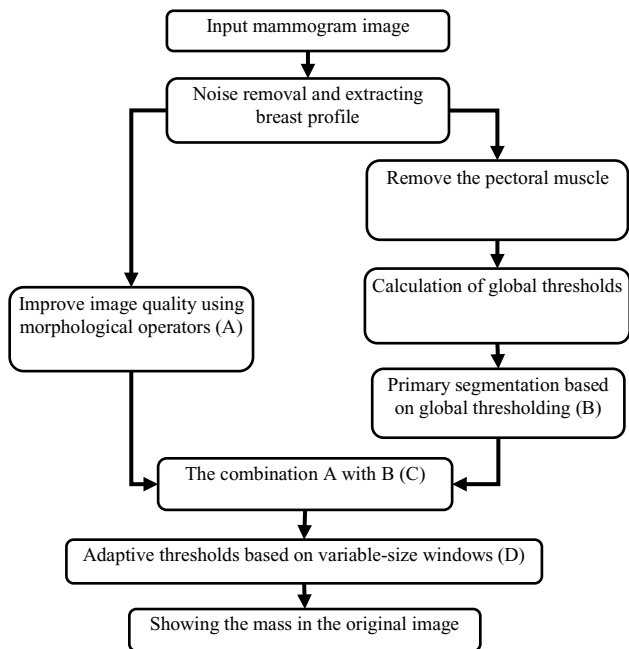 Input mammogram image
Noise removal and extracting
breast profile
Remove the pectoral muscle
Calculation of global thresholds
Improve image quality using
morphological operators (A)
Primary segmentation based
on global thresholding (B)
The combination A with B (C)
Adaptive thresholds based on variable-size windows (D)
Showing the mass in the original image